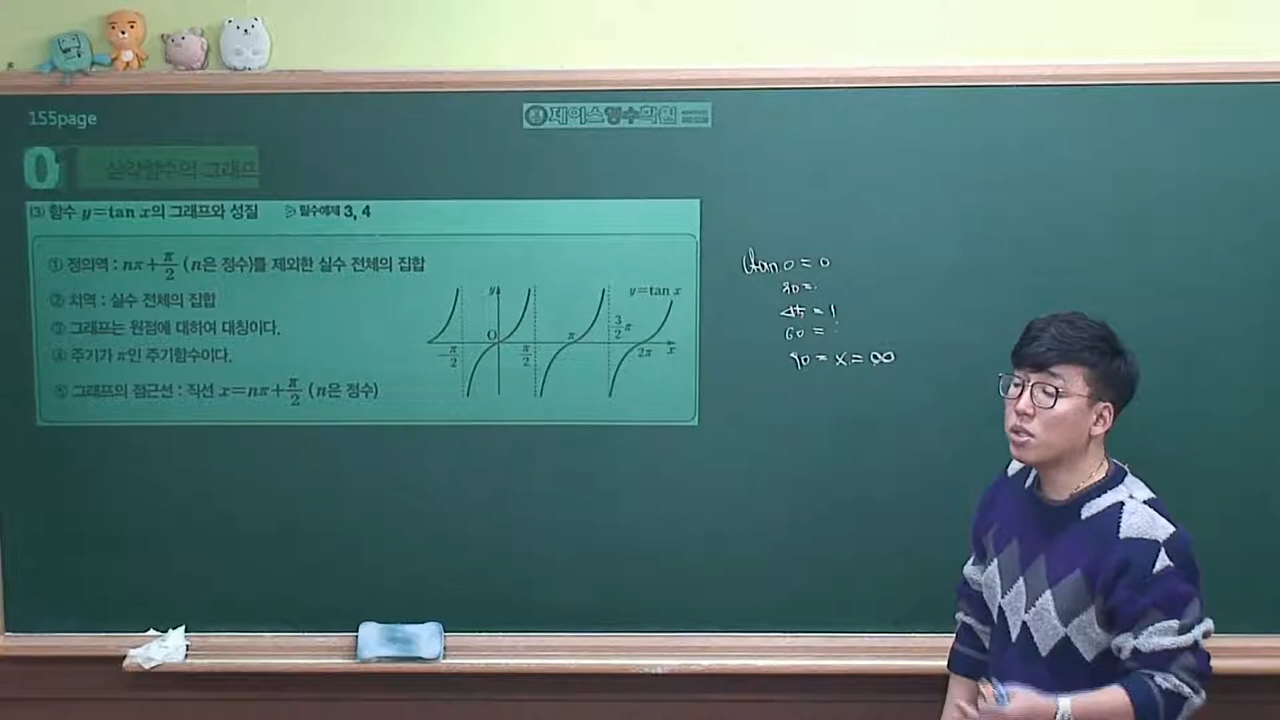 155page
제이스영수학원
01 삼각함수의 그래프
(3) 함수 y=tan x의 그래프와 성질 ▷ 필수예제 3, 4
① 정의역 : nπ+π/2 (n은 정수)를 제외한 실수 전체의 집합
② 치역 : 실수 전체의 집합
③ 그래프는 원점에 대하여 대칭이다.
④ 주기가 π인 주기함수이다.
⑤ 그래프의 점근선 : 직선 x=nπ+π/2 (n은 정수)
y y=tan x
O -π/2 π/2 π 3/2π 2π x
tan 0 = 0
30 =
45 = 1
60 =
90 = x = ∞